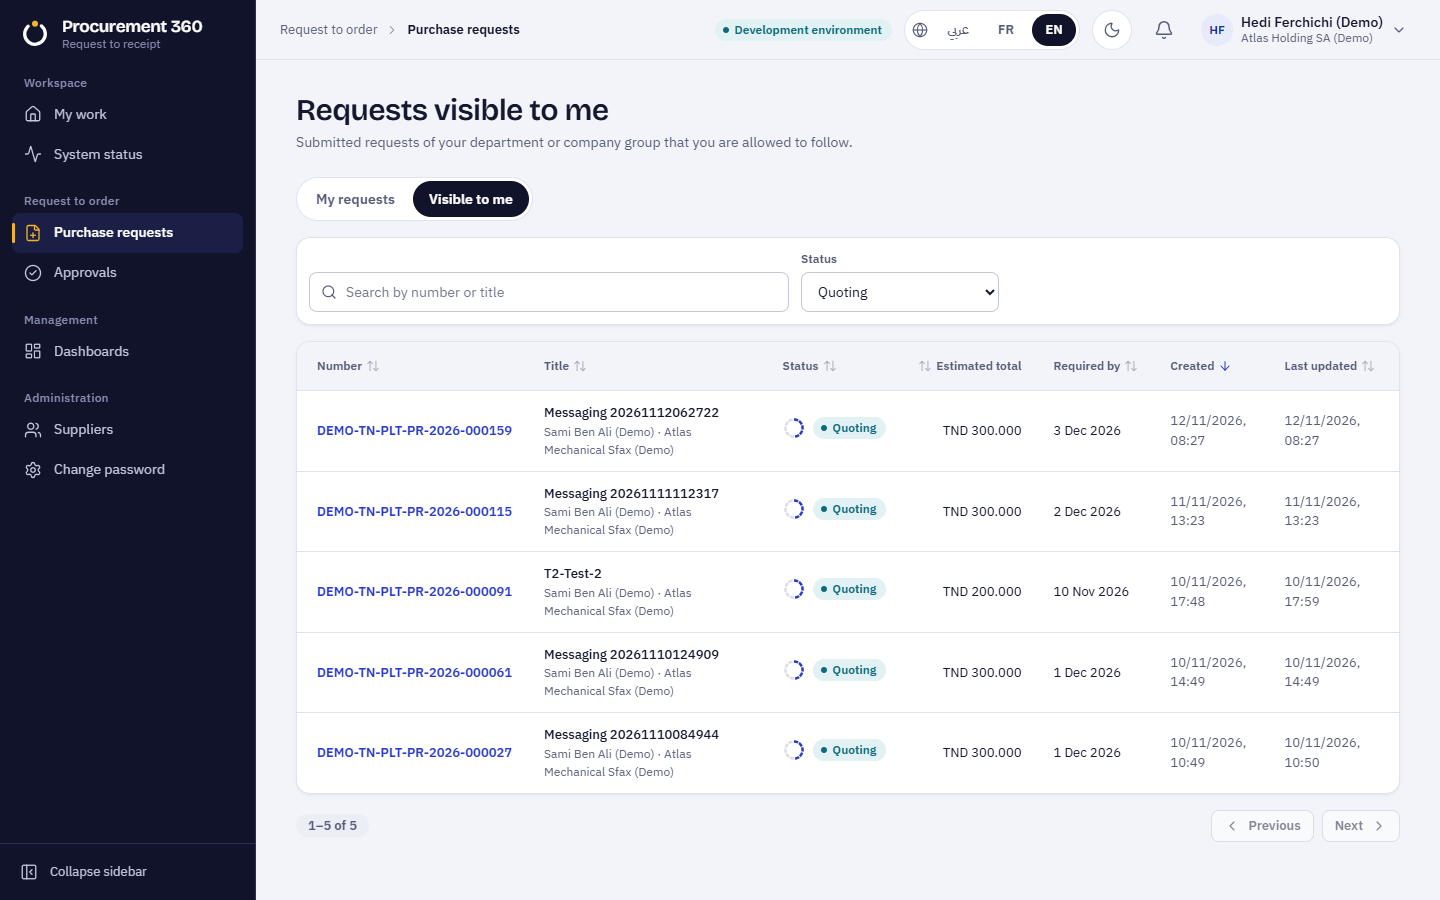 Procurement 360
Request to receipt
Workspace
My work
System status
Request to order
Purchase requests
Approvals
Management
Dashboards
Administration
Suppliers
Change password
Collapse sidebar
Request to order
Purchase requests
Development environment
عربي
FR
EN
HF
Hedi Ferchichi (Demo)
Atlas Holding SA (Demo)
Requests visible to me
Submitted requests of your department or company group that you are allowed to follow.
My requests
Visible to me
Status
Search by number or title
Quoting
Number Title Status Estimated total Required by Created Last updated
DEMO-TN-PLT-PR-2026-000159
Messaging 20261112062722
Sami Ben Ali (Demo) · Atlas
Mechanical Sfax (Demo)
Quoting
TND 300.000
3 Dec 2026
12/11/2026,
08:27
12/11/2026,
08:27
DEMO-TN-PLT-PR-2026-000115
Messaging 20261111112317
Sami Ben Ali (Demo) · Atlas
Mechanical Sfax (Demo)
Quoting
TND 300.000
2 Dec 2026
11/11/2026,
13:23
11/11/2026,
13:23
DEMO-TN-PLT-PR-2026-000091
T2-Test-2
Sami Ben Ali (Demo) · Atlas
Mechanical Sfax (Demo)
Quoting
TND 200.000
10 Nov 2026
10/11/2026,
17:48
10/11/2026,
17:59
DEMO-TN-PLT-PR-2026-000061
Messaging 20261110124909
Sami Ben Ali (Demo) · Atlas
Mechanical Sfax (Demo)
Quoting
TND 300.000
1 Dec 2026
10/11/2026,
14:49
10/11/2026,
14:49
DEMO-TN-PLT-PR-2026-000027
Messaging 20261110084944
Sami Ben Ali (Demo) · Atlas
Mechanical Sfax (Demo)
Quoting
TND 300.000
1 Dec 2026
10/11/2026,
10:49
10/11/2026,
10:50
1–5 of 5
Previous
Next